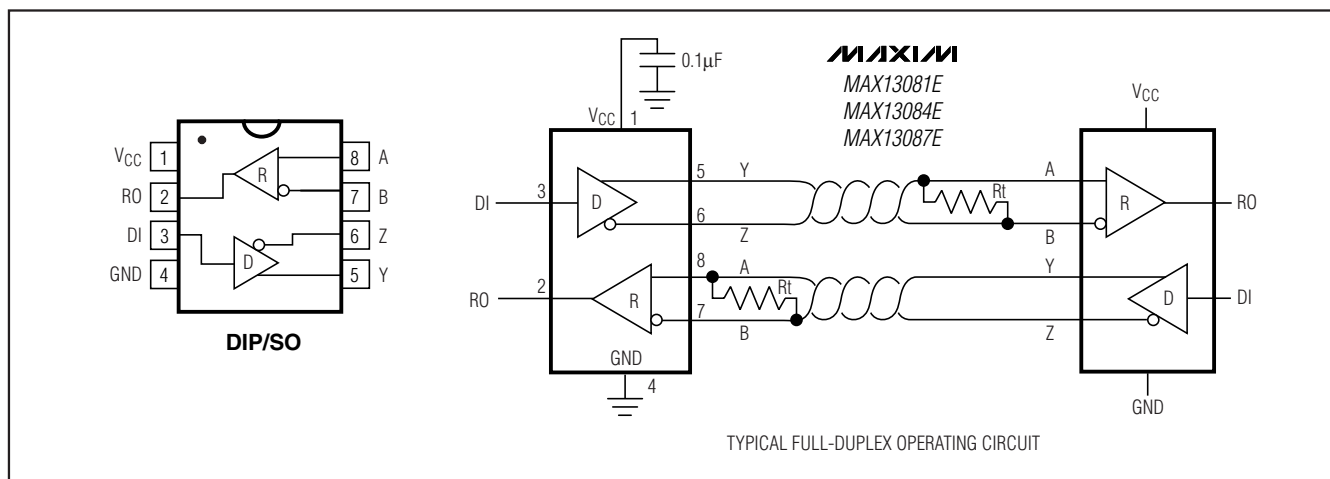 VCC 1
RO 2
DI 3
GND 4
R
D
8 A
7 B
6 Z
5 Y
DIP/SO
0.1µF
MAXIM
MAX13081E
MAX13084E
MAX13087E
VCC 1
DI 3
D
5 Y
6 Z
RO 2
R
8 A
7 B
GND
4
Rt
Rt
VCC
A
B
R
RO
Y
Z
D
DI
GND
TYPICAL FULL-DUPLEX OPERATING CIRCUIT